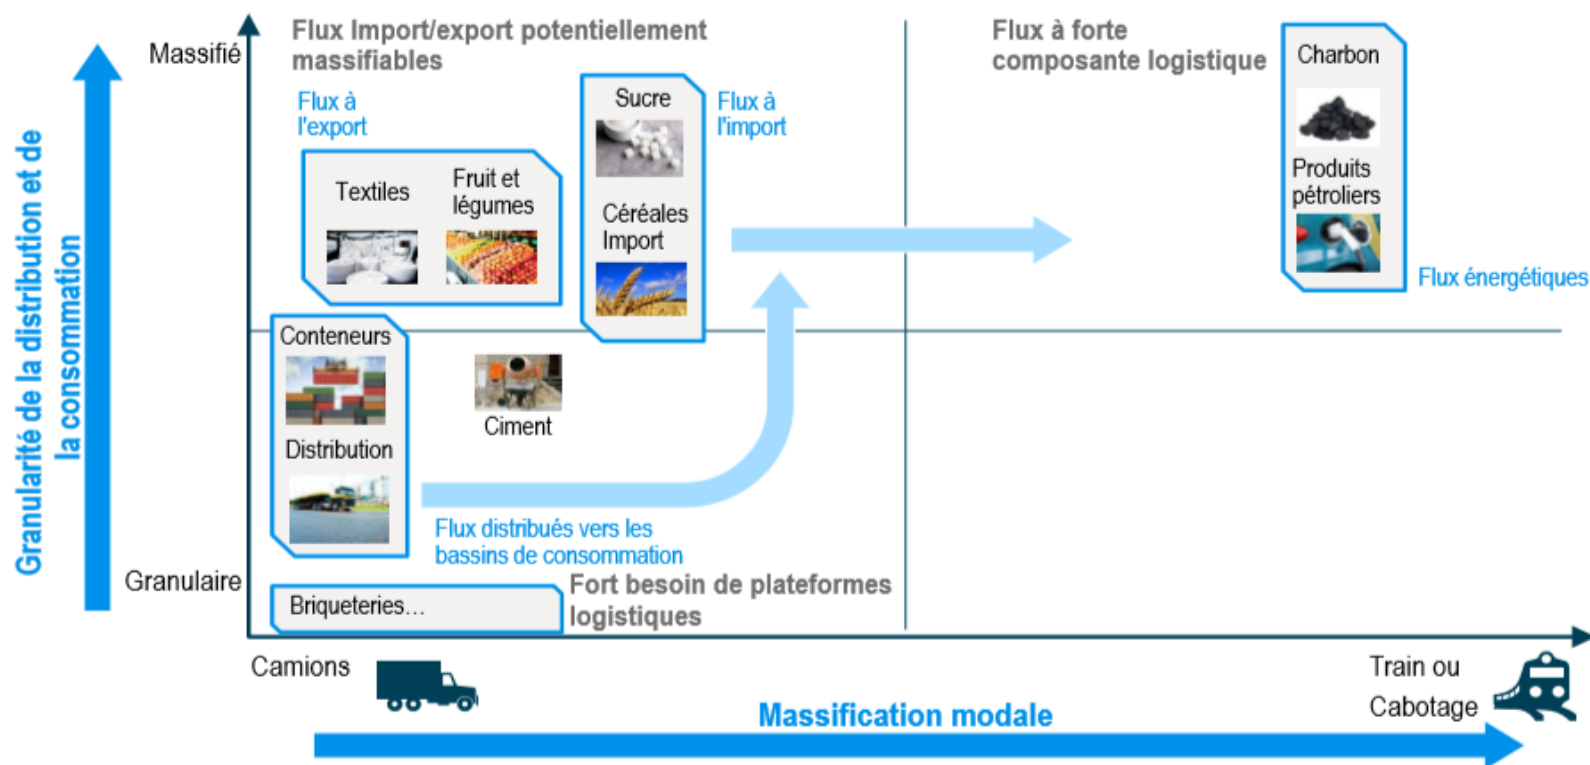 Granularité de la distribution et de
la consommation
Massifié
Granulaire
Flux Import/export potentiellement
massifiables
Flux à
l'export
Textiles
Fruit et
légumes
Sucre
Céréales
Import
Flux à
l'import
Flux à forte
composante logistique
Charbon
Produits
pétroliers
Flux énergétiques
Conteneurs
Distribution
Ciment
Flux distribués vers les
bassins de consommation
Briqueteries…
Fort besoin de plateformes
logistiques
Camions
Train ou
Cabotage
Massification modale